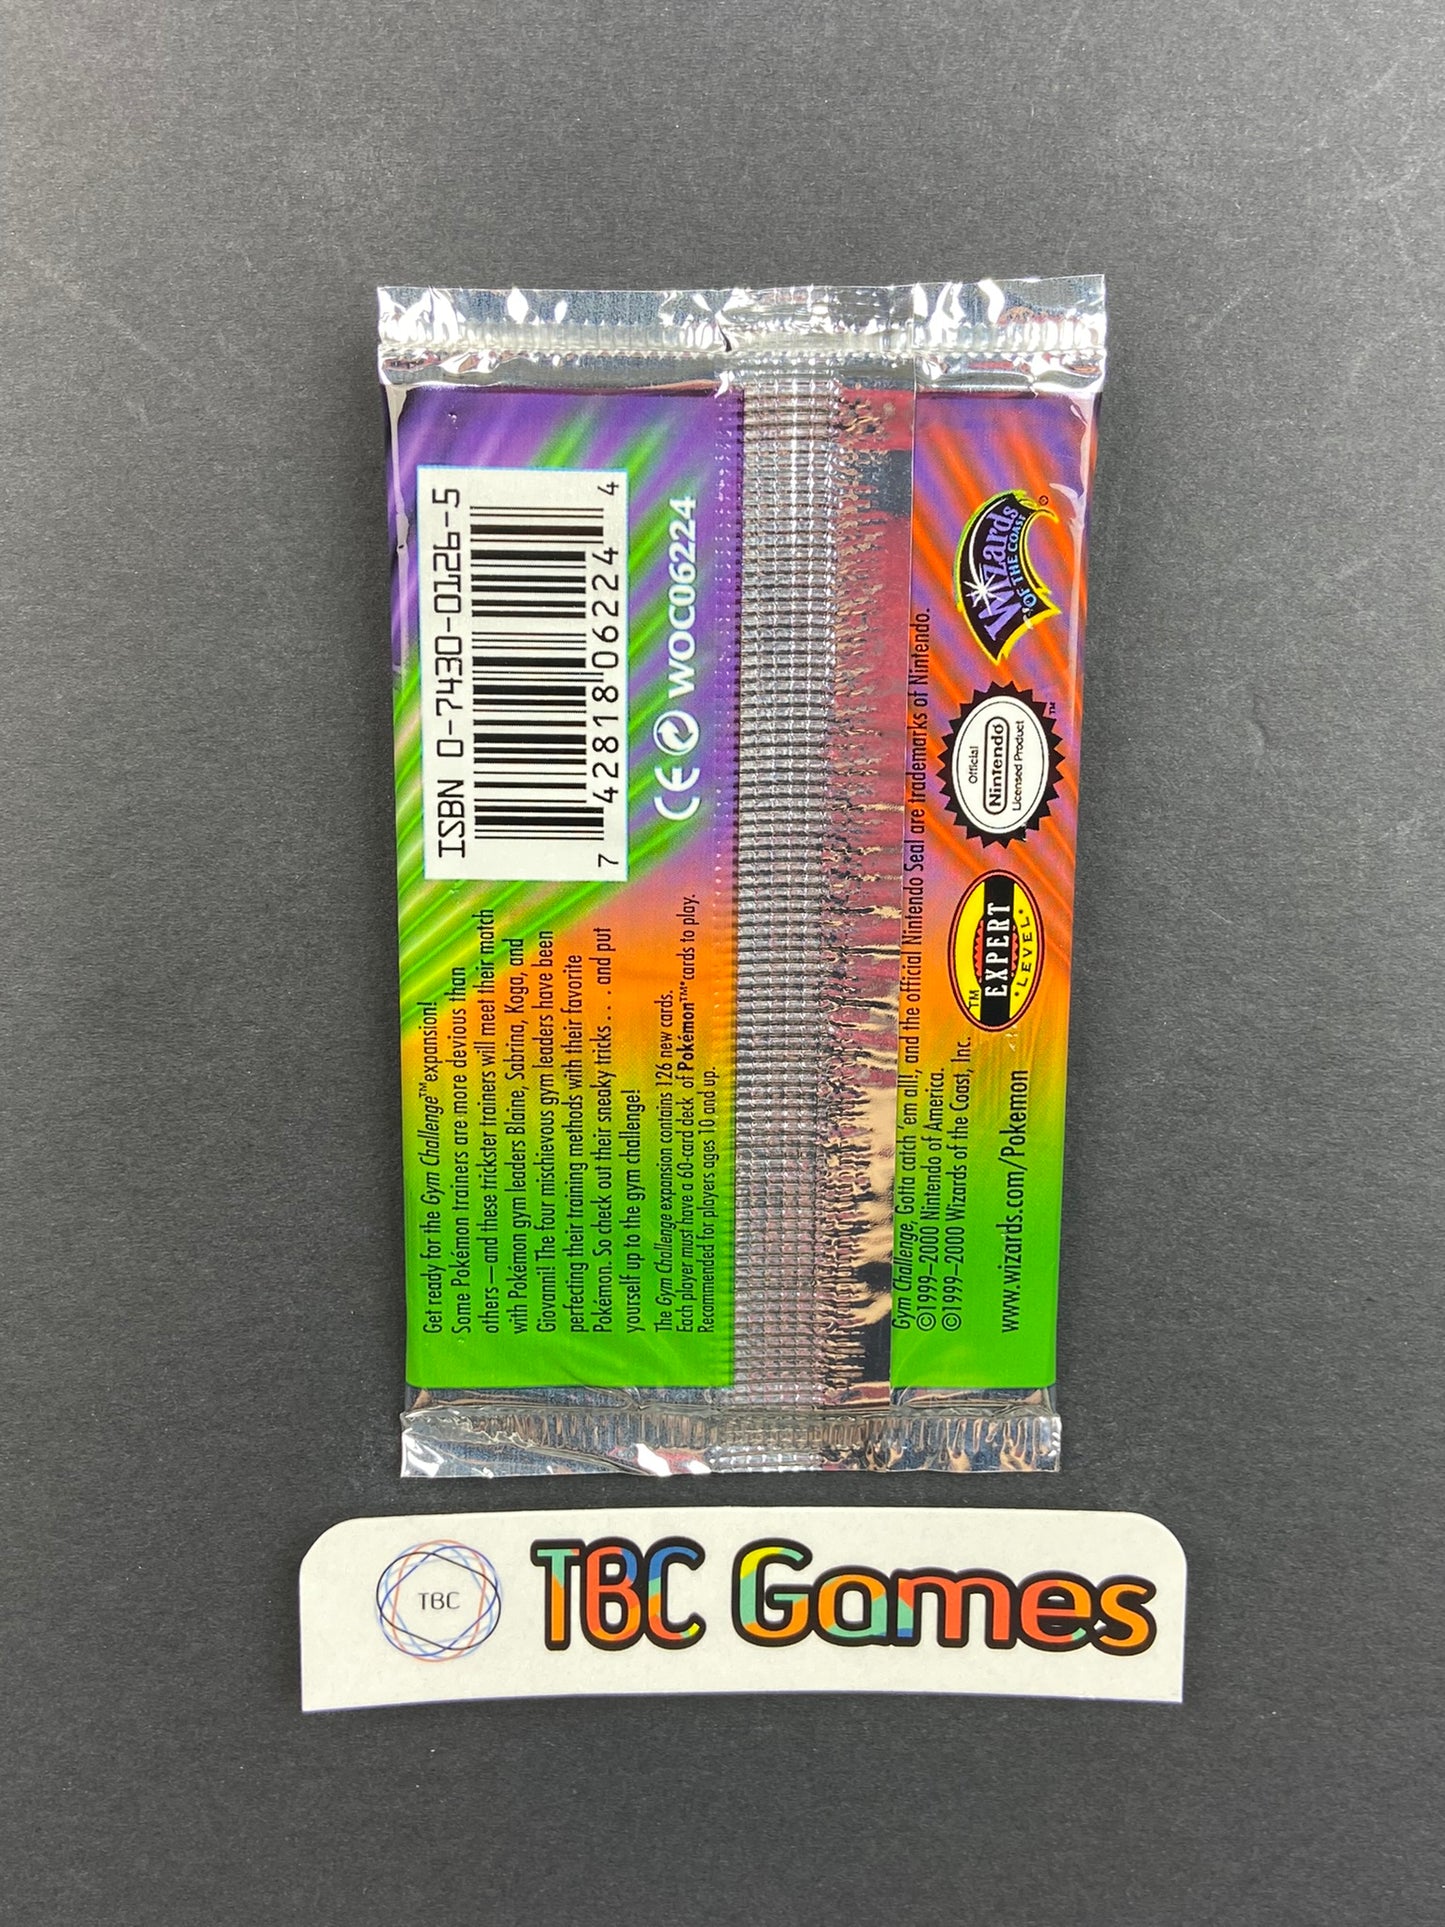 ISBN 0-7430-0126-5
7 42818 06224 4
CE WOC06224
Get ready for the Gym Challenge™ expansion!
Some Pokémon trainers are more devious than
others—and these trickster trainers will meet their match
with Pokémon gym leaders Blaine, Sabrina, Koga, and
Giovanni! The four mischievous gym leaders have been
perfecting their training methods with their favorite
Pokémon. So check out their sneaky tricks . . . and put
yourself up to the gym challenge!
The Gym Challenge expansion contains 126 new cards.
Each player must have a 60-card deck of Pokémon™* cards to play.
Recommended for players ages 10 and up.
Gym Challenge, Gotta catch 'em all!, and the official Nintendo Seal are trademarks of Nintendo.
©1999–2000 Nintendo of America.
©1999–2000 Wizards of the Coast, Inc.
www.wizards.com/Pokemon
TM
EXPERT
LEVEL
Official
Nintendo
Licensed Product
™
Wizards
OF THE COAST
®
TBC
TBC Games